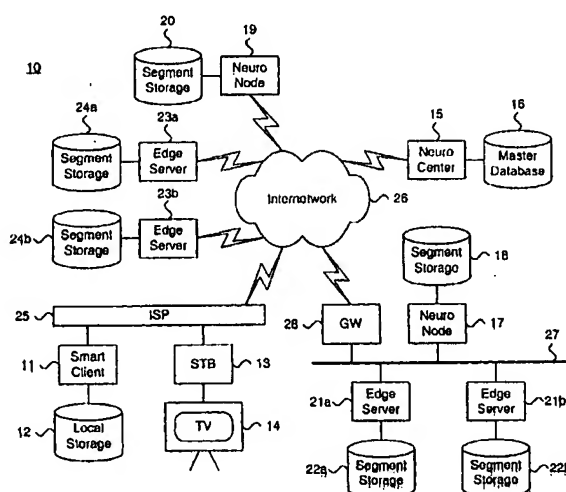 20
19
10
Segment
Storage
Neuro
Node
24a
23a
15
16
Segment
Storage
Edge
Server
Neuro
Center
Master
Database
23b
Internetwork
26
24b
Segment
Storage
Edge
Server
Segment
Storage
18
25
ISP
28
GW
Neuro
Node
17
27
11
Smart
Client
STB
13
Edge
Server
21a
Edge
Server
21b
12
Local
Storage
TV
14
22a
Segment
Storage
Segment
Storage